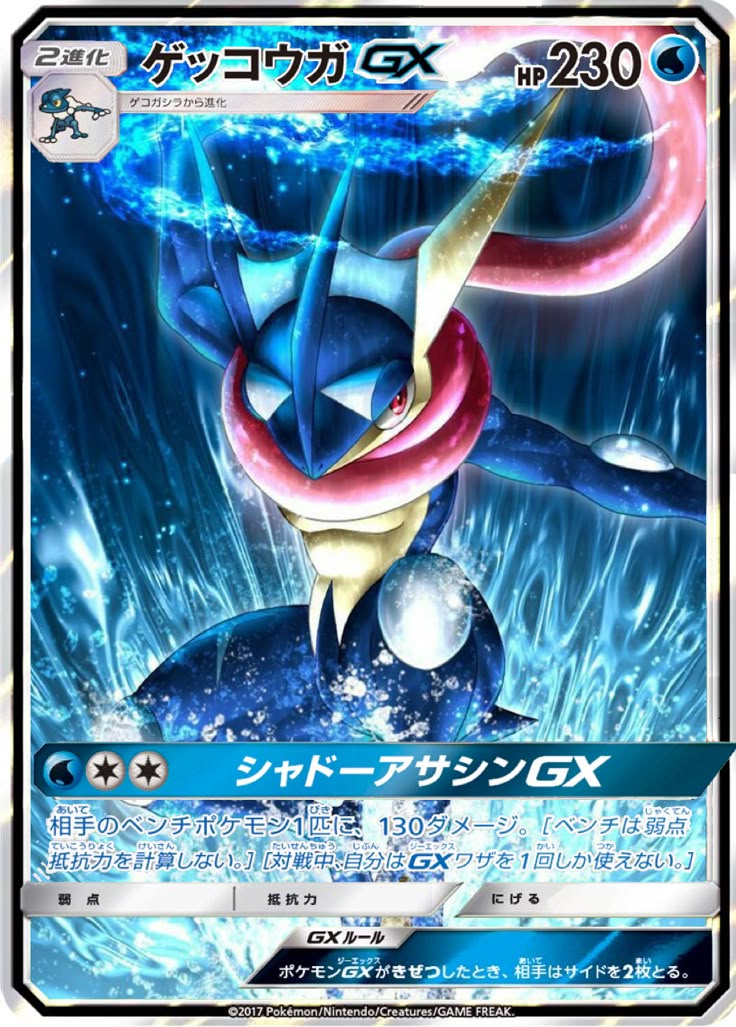 2進化 ゲッコウガGX HP230
ゲコガシラから進化
シャドーアサシンGX
相手のベンチポケモン1匹に、130ダメージ。[ベンチは弱点
抵抗力を計算しない。] [対戦中、自分はGXワザを1回しか使えない。]
弱点 抵抗力 にげる
GXルール
ポケモンGXがきぜつしたとき、相手はサイドを2枚とる。
©2017 Pokémon/Nintendo/Creatures/GAME FREAK.